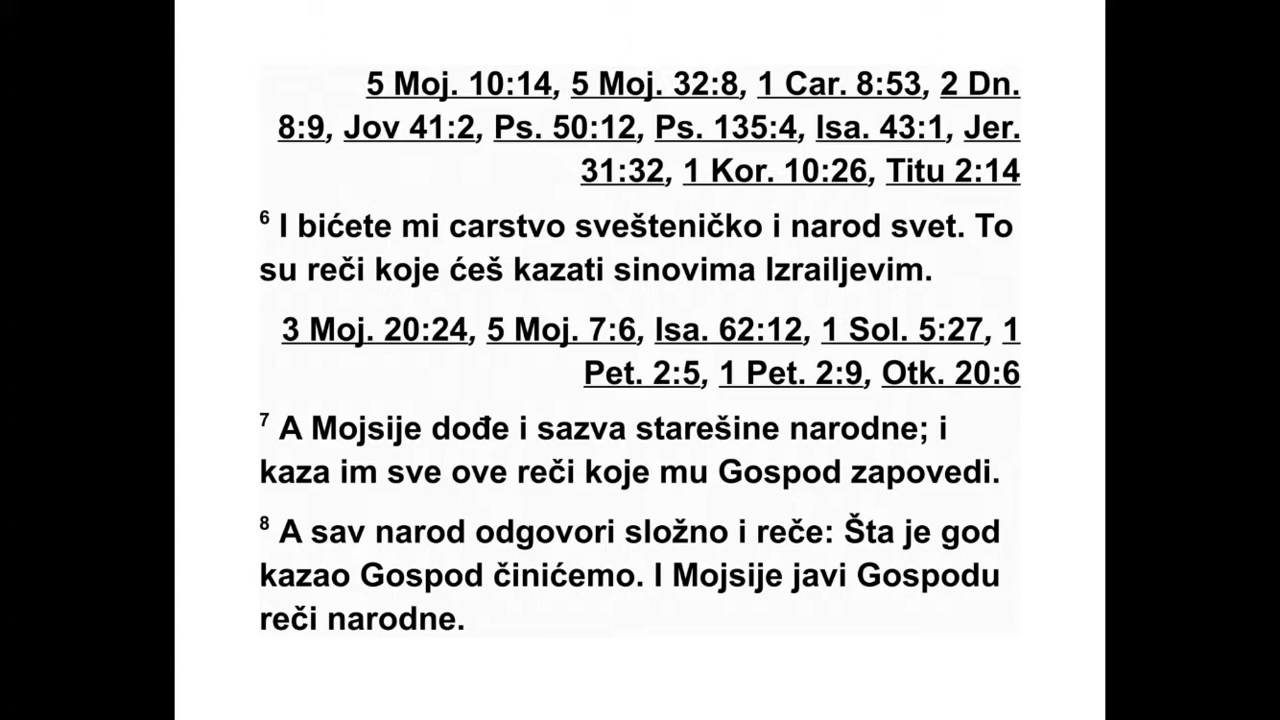 5 Moj. 10:14, 5 Moj. 32:8, 1 Car. 8:53, 2 Dn.
8:9, Jov 41:2, Ps. 50:12, Ps. 135:4, Isa. 43:1, Jer.
31:32, 1 Kor. 10:26, Titu 2:14
6 I bićete mi carstvo svešteničko i narod svet. To
su reči koje ćeš kazati sinovima Izrailjevim.
3 Moj. 20:24, 5 Moj. 7:6, Isa. 62:12, 1 Sol. 5:27, 1
Pet. 2:5, 1 Pet. 2:9, Otk. 20:6
7 A Mojsije dođe i sazva starešine narodne; i
kaza im sve ove reči koje mu Gospod zapovedi.
8 A sav narod odgovori složno i reče: Šta je god
kazao Gospod činićemo. I Mojsije javi Gospodu
reči narodne.